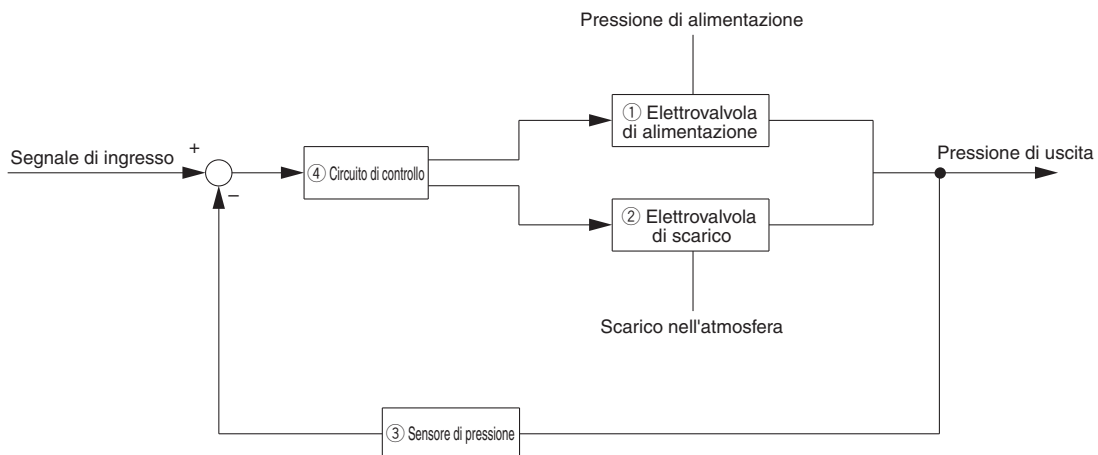 Pressione di alimentazione
① Elettrovalvola
di alimentazione
Segnale di ingresso
+
−
④ Circuito di controllo
Pressione di uscita
② Elettrovalvola
di scarico
Scarico nell'atmosfera
③ Sensore di pressione